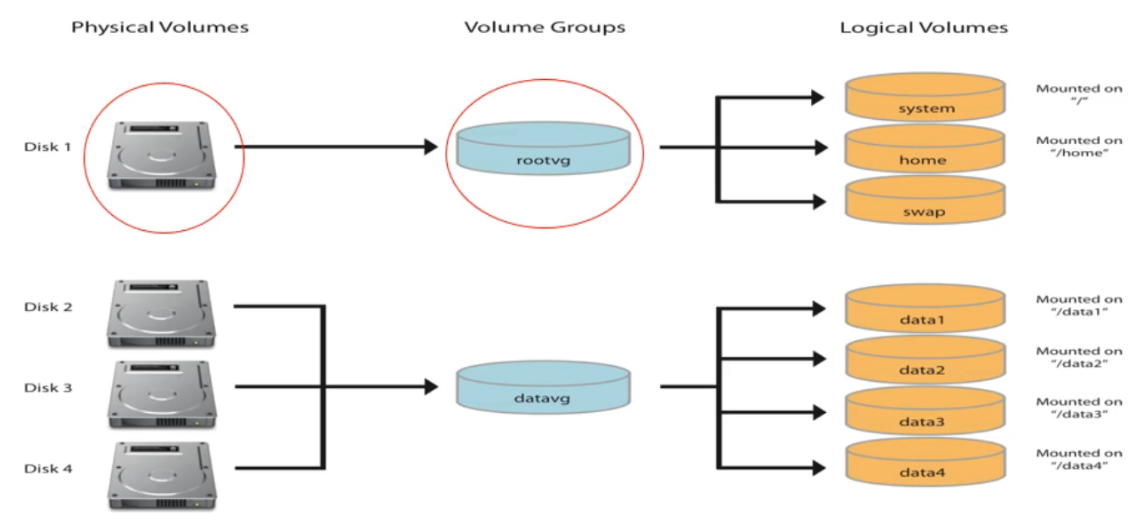 Physical Volumes
Volume Groups
Logical Volumes
Disk 1
rootvg
system
Mounted on
"/"
home
Mounted on
"/home"
swap
Disk 2
Disk 3
Disk 4
datavg
data1
Mounted on
"/data1"
data2
Mounted on
"/data2"
data3
Mounted on
"/data3"
data4
Mounted on
"/data4"